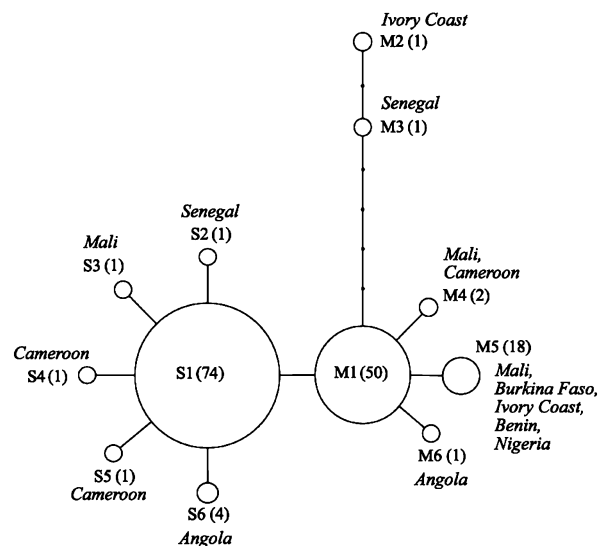 Ivory Coast
M2 (1)
Senegal
M3 (1)
Senegal
S2 (1)
Mali
S3 (1)
Cameroon
S4 (1)
S5 (1)
Cameroon
S6 (4)
Angola
S1 (74)
M1 (50)
Mali,
Cameroon
M4 (2)
M5 (18)
Mali,
Burkina Faso,
Ivory Coast,
Benin,
Nigeria
M6 (1)
Angola